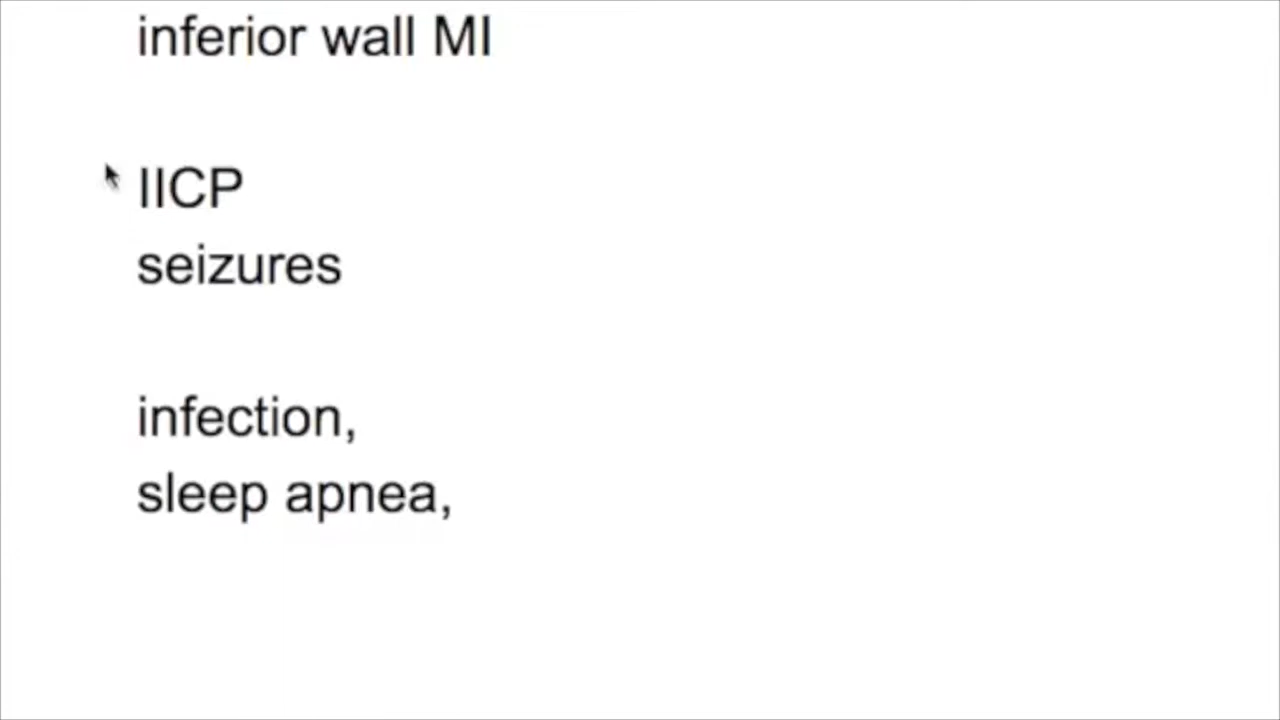 inferior wall MI
IICP
seizures
infection,
sleep apnea,